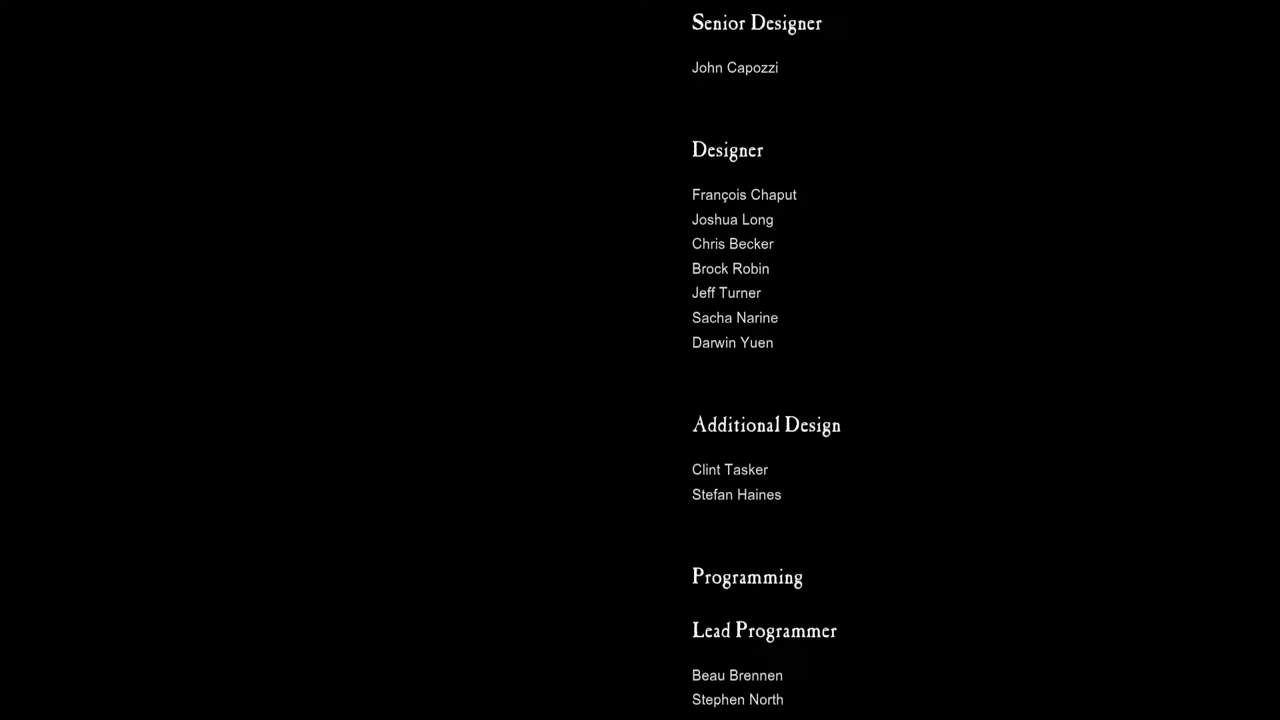 Senior Designer
John Capozzi
Designer
François Chaput
Joshua Long
Chris Becker
Brock Robin
Jeff Turner
Sacha Narine
Darwin Yuen
Additional Design
Clint Tasker
Stefan Haines
Programming
Lead Programmer
Beau Brennen
Stephen North